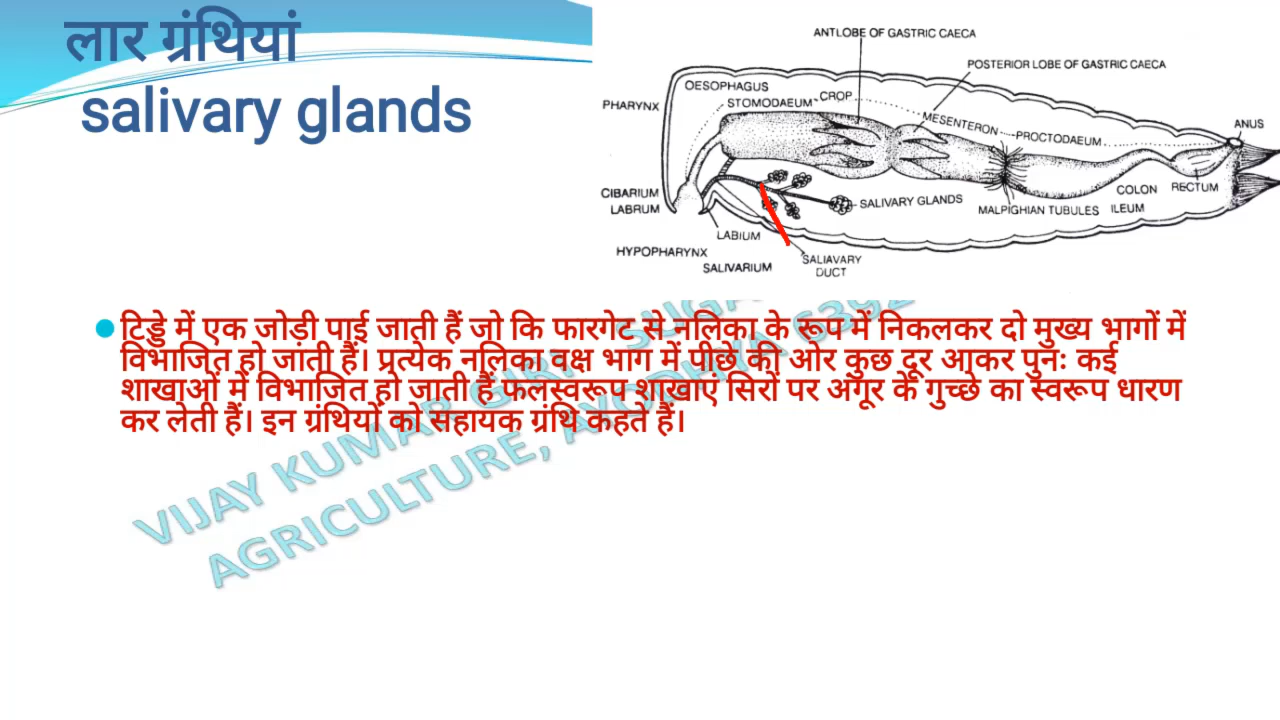 लार ग्रंथियां
salivary glands
ANTLOBE OF GASTRIC CAECA
POSTERIOR LOBE OF GASTRIC CAECA
OESOPHAGUS
PHARYNX
STOMODAEUM
CROP
MESENTERON
PROCTODAEUM
ANUS
CIBARIUM
LABRUM
SALIVARY GLANDS
MALPIGHIAN TUBULES
COLON
ILEUM
RECTUM
LABIUM
HYPOPHARYNX
SALIVARIUM
SALIAVARY
DUCT
टिड्डे में एक जोड़ी पाई जाती हैं जो कि फारगेट से नलिका के रूप में निकलकर दो मुख्य भागों में
विभाजित हो जाती हैं। प्रत्येक नलिका वक्ष भाग में पीछे की ओर कुछ दूर आकर पुनः कई
शाखाओं में विभाजित हो जाती हैं फलस्वरूप शाखाएं सिरों पर अंगूर के गुच्छे का स्वरूप धारण
कर लेती हैं। इन ग्रंथियों को सहायक ग्रंथि कहते हैं।
VIJAY KUMAR GIRI
AGRICULTURE, AYODHYA